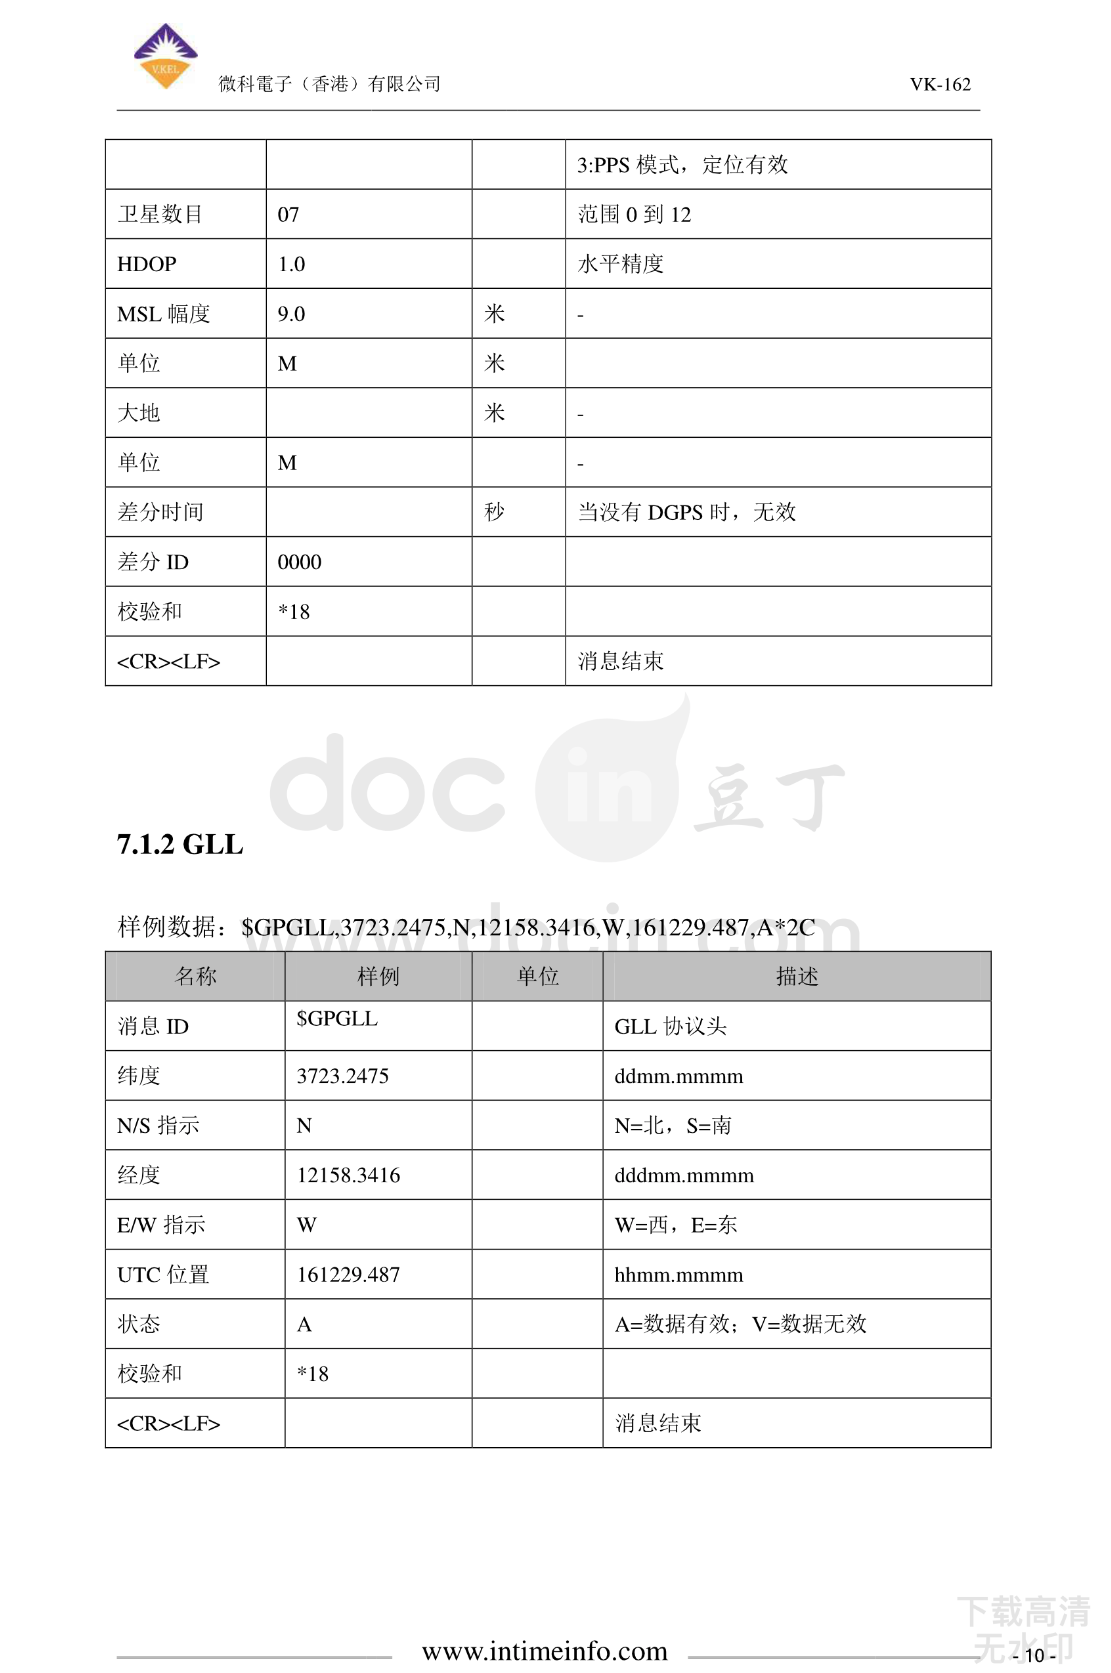 V.KEL
微科電子（香港）有限公司 VK-162
3:PPS 模式，定位有效
卫星数目 07 范围 0 到 12
HDOP 1.0 水平精度
MSL 幅度 9.0 米 -
单位 M 米
大地 米 -
单位 M -
差分时间 秒 当没有 DGPS 时，无效
差分 ID 0000
校验和 *18
<CR><LF> 消息结束
doc in 豆丁
7.1.2 GLL
www.docin.com
样例数据：$GPGLL,3723.2475,N,12158.3416,W,161229.487,A*2C
名称 样例 单位 描述
消息 ID $GPGLL GLL 协议头
纬度 3723.2475 ddmm.mmmm
N/S 指示 N N=北，S=南
经度 12158.3416 dddmm.mmmm
E/W 指示 W W=西，E=东
UTC 位置 161229.487 hhmm.mmmm
状态 A A=数据有效；V=数据无效
校验和 *18
<CR><LF> 消息结束
下载高清
无水印
www.intimeinfo.com - 10 -